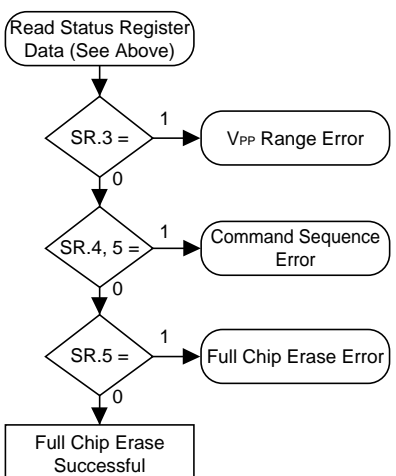 Read Status Register
Data (See Above)
SR.3 =
1
VPP Range Error
0
SR.4, 5 =
1
Command Sequence
Error
0
SR.5 =
1
Full Chip Erase Error
0
Full Chip Erase
Successful